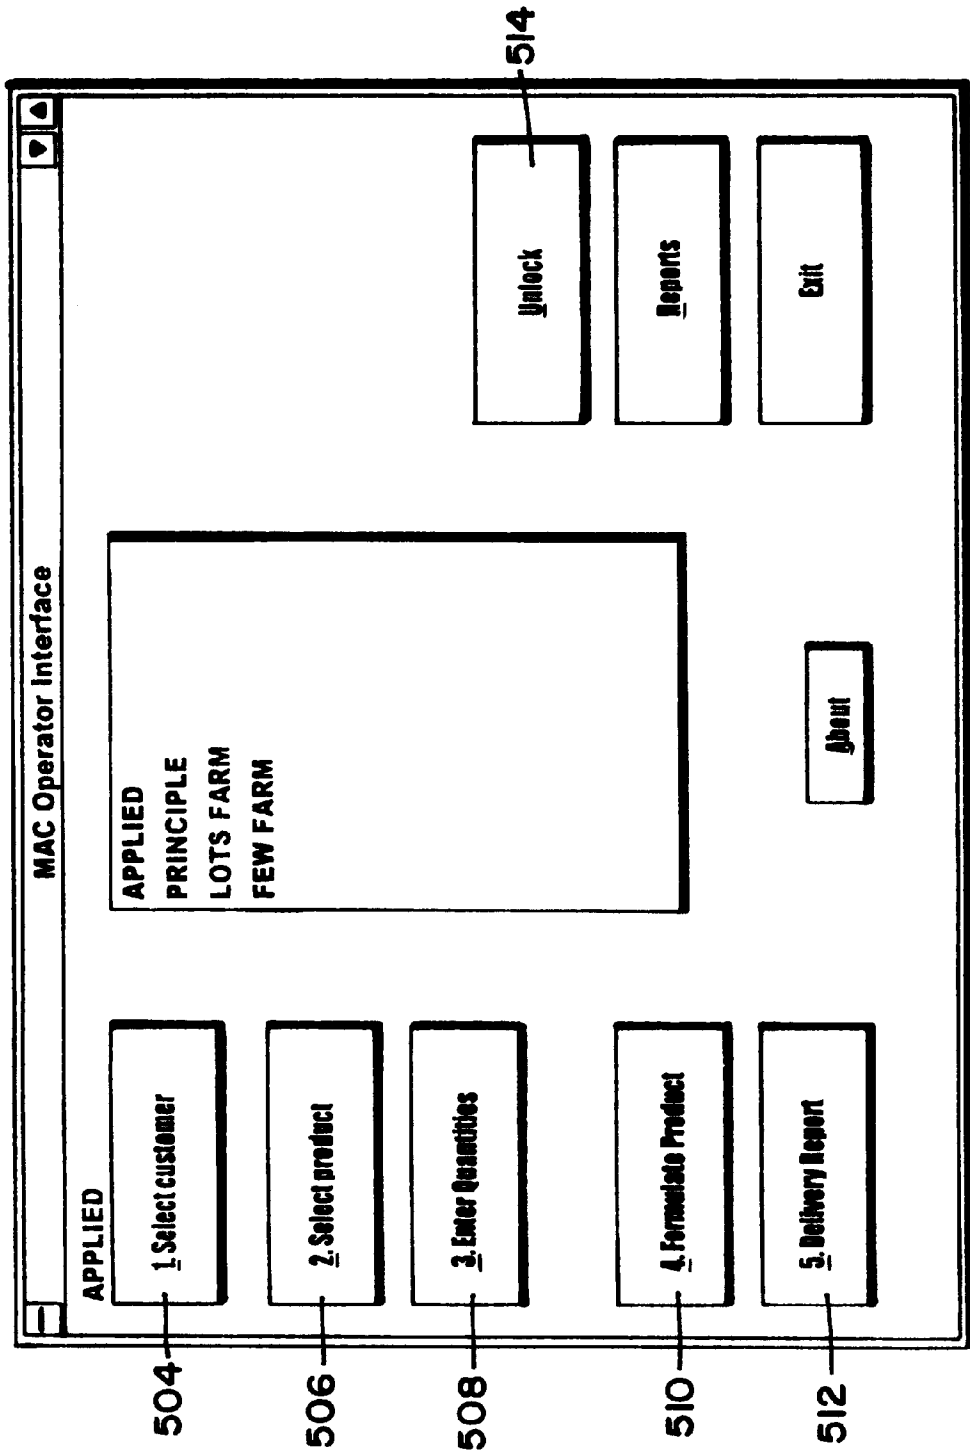 MAC Operator Interface
APPLIED
1. Select customer
2. Select product
3. Enter Quantities
4. Formulate Product
5. Delivery Report
APPLIED
PRINCIPLE
LOTS FARM
FEW FARM
About
Unlock
Reports
Exit
504
506
508
510
512
514